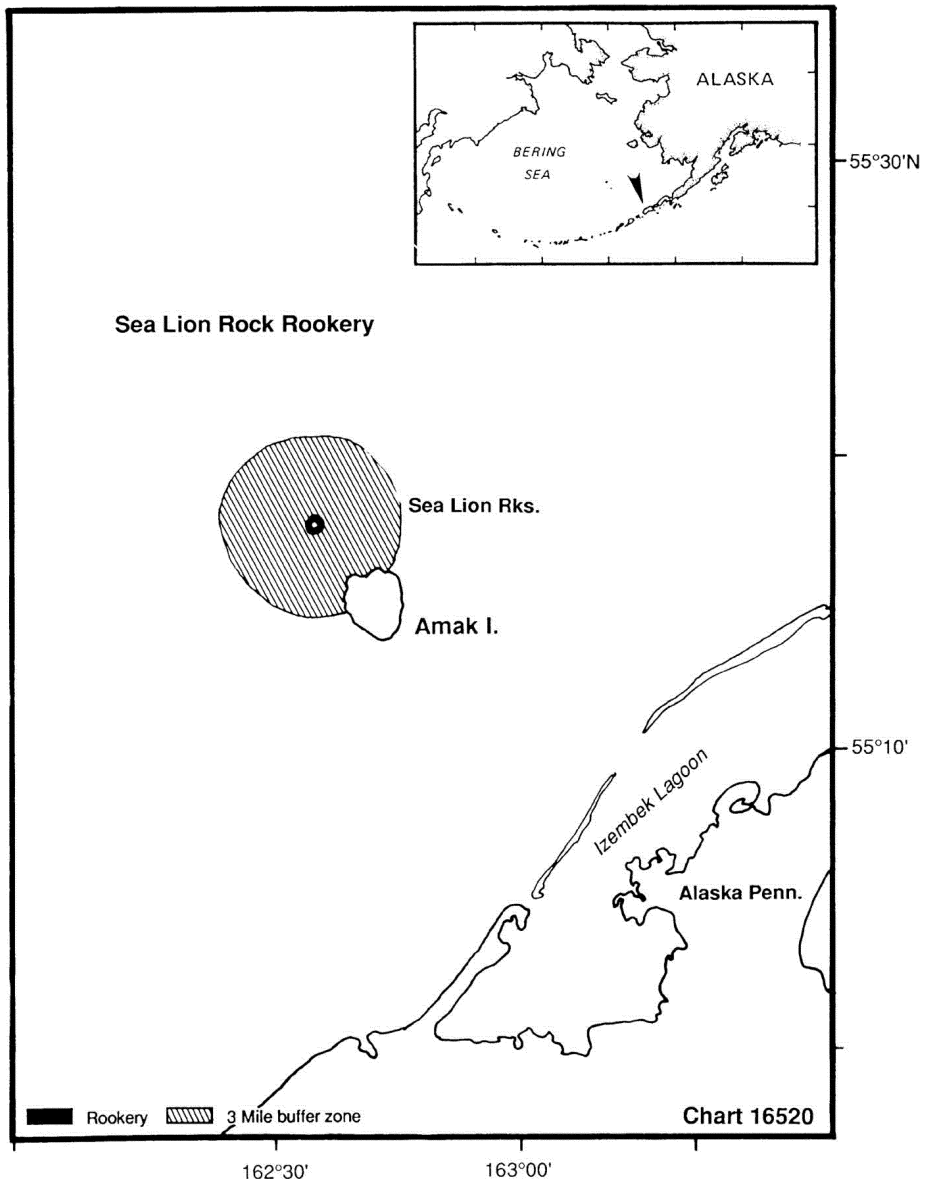 ALASKA
BERING
SEA
55°30'N
Sea Lion Rock Rookery
Sea Lion Rks.
Amak I.
55°10'
Izembek Lagoon
Alaska Penn.
Rookery
3 Mile buffer zone
Chart 16520
162°30'
163°00'